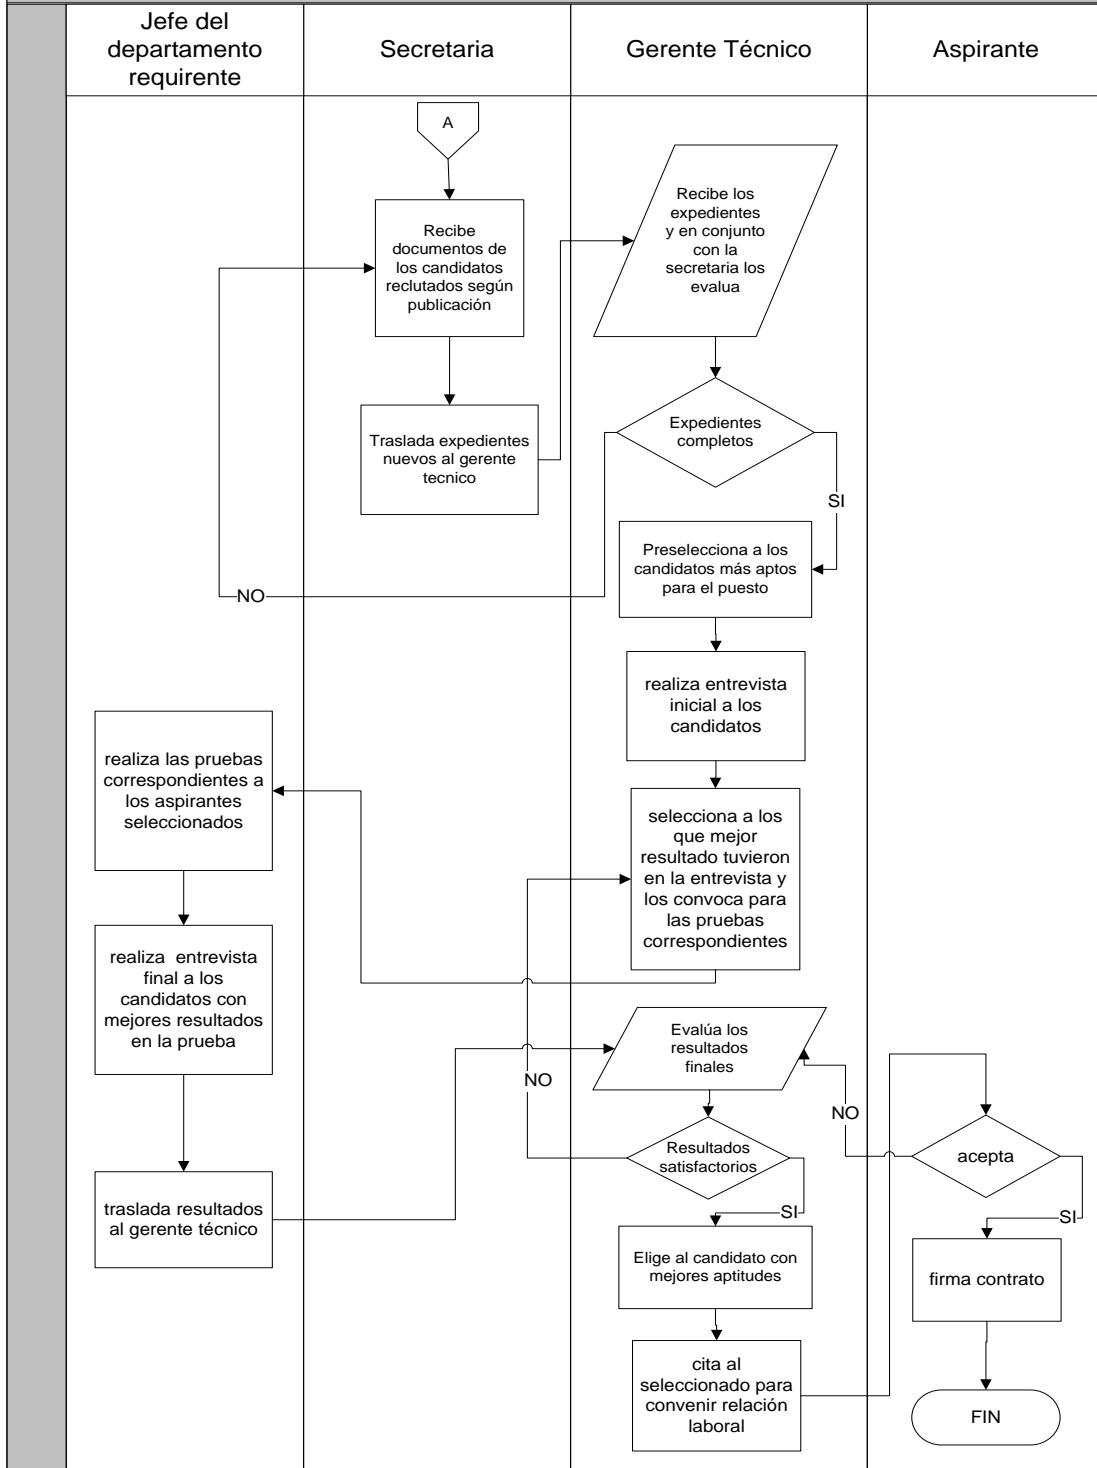 Jefe del
departamento
requirente
Secretaria
Gerente Técnico
Aspirante
A
Recibe
documentos de
los candidatos
reclutados según
publicación
Recibe los
expedientes
y en conjunto
con la
secretaria los
evalua
Traslada expedientes
nuevos al gerente
tecnico
Expedientes
completos
SI
NO
Preselecciona a los
candidatos más aptos
para el puesto
realiza entrevista
inicial a los
candidatos
realiza las pruebas
correspondientes a
los aspirantes
seleccionados
selecciona a los
que mejor
resultado tuvieron
en la entrevista y
los convoca para
las pruebas
correspondientes
realiza entrevista
final a los
candidatos con
mejores resultados
en la prueba
Evalúa los
resultados
finales
NO
NO
Resultados
satisfactorios
acepta
traslada resultados
al gerente técnico
SI
SI
Elige al candidato con
mejores aptitudes
firma contrato
cita al
seleccionado para
convenir relación
laboral
FIN